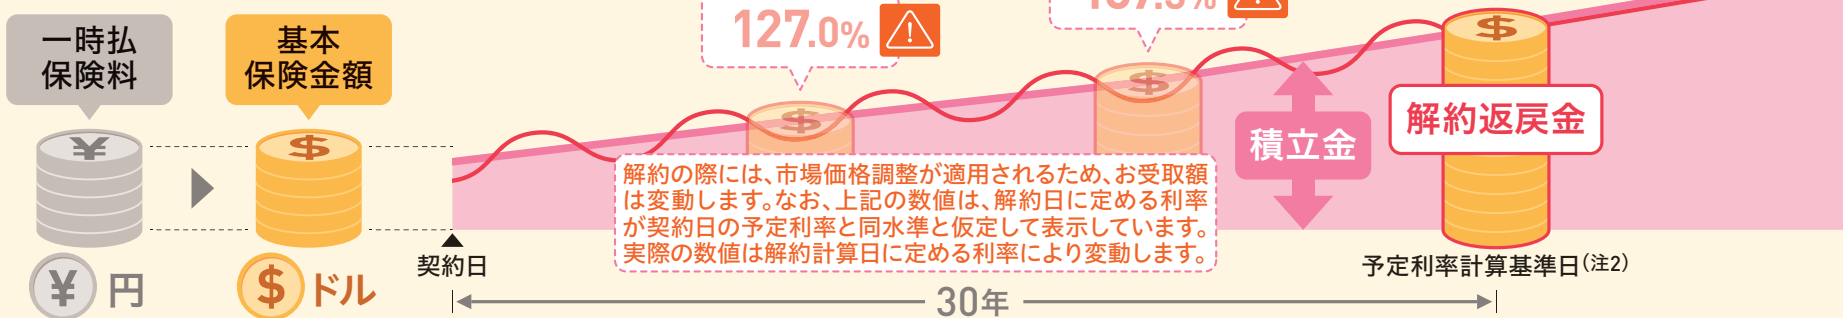 127.0%
一時払
保険料
基本
保険金額
積立金
解約返戻金
解約の際には、市場価格調整が適用されるため、お受取額
は変動します。なお、上記の数値は、解約日に定める利率
が契約日の予定利率と同水準と仮定して表示しています。
実際の数値は解約計算日に定める利率により変動します。
契約日
予定利率計算基準日(注2)
¥ 円
$ ドル
30年